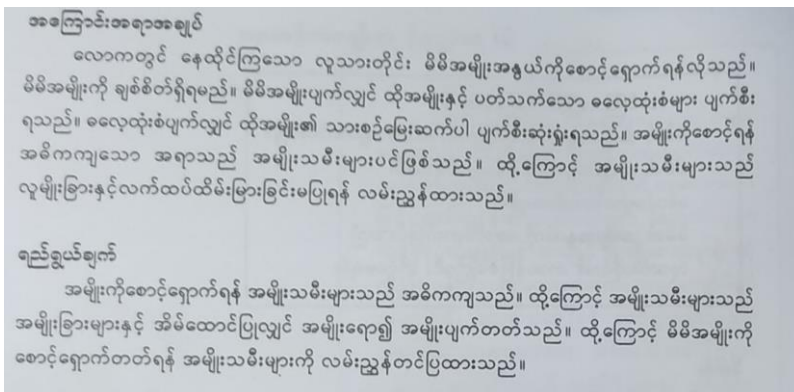 အကြောင်းအရာအချုပ်
လောကတွင် နေထိုင်ကြသော လူသားတိုင်း မိမိအမျိုးအနွယ်ကိုစောင့်ရှောက်ရန်လိုသည်။
မိမိအမျိုးကို ချစ်စိတ်ရှိရမည်။ မိမိအမျိုးပျက်လျှင် ထိုအမျိုးနှင့် ပတ်သက်သော ဓလေ့ထုံးစံများ ပျက်စီး
ရသည်။ ဓလေ့ထုံးစံပျက်လျှင် ထိုအမျိုး၏ သားစဉ်မြေးဆက်ပါ ပျက်စီးဆုံးရှုံးရသည်။ အမျိုးကိုစောင့်ရန်
အဓိကကျသော အရာသည် အမျိုးသမီးများပင်ဖြစ်သည်။ ထို့ကြောင့် အမျိုးသမီးများသည်
လူမျိုးခြားနှင့်လက်ထပ်ထိမ်းမြားခြင်းမပြုရန် လမ်းညွှန်ထားသည်။
ရည်ရွယ်ချက်
အမျိုးကိုစောင့်ရှောက်ရန် အမျိုးသမီးများသည် အဓိကကျသည်။ ထို့ကြောင့် အမျိုးသမီးများသည်
အမျိုးခြားများနှင့် အိမ်ထောင်ပြုလျှင် အမျိုးရော၍ အမျိုးပျက်တတ်သည်။ ထို့ကြောင့် မိမိအမျိုးကို
စောင့်ရှောက်တတ်ရန် အမျိုးသမီးများကို လမ်းညွှန်တင်ပြထားသည်။